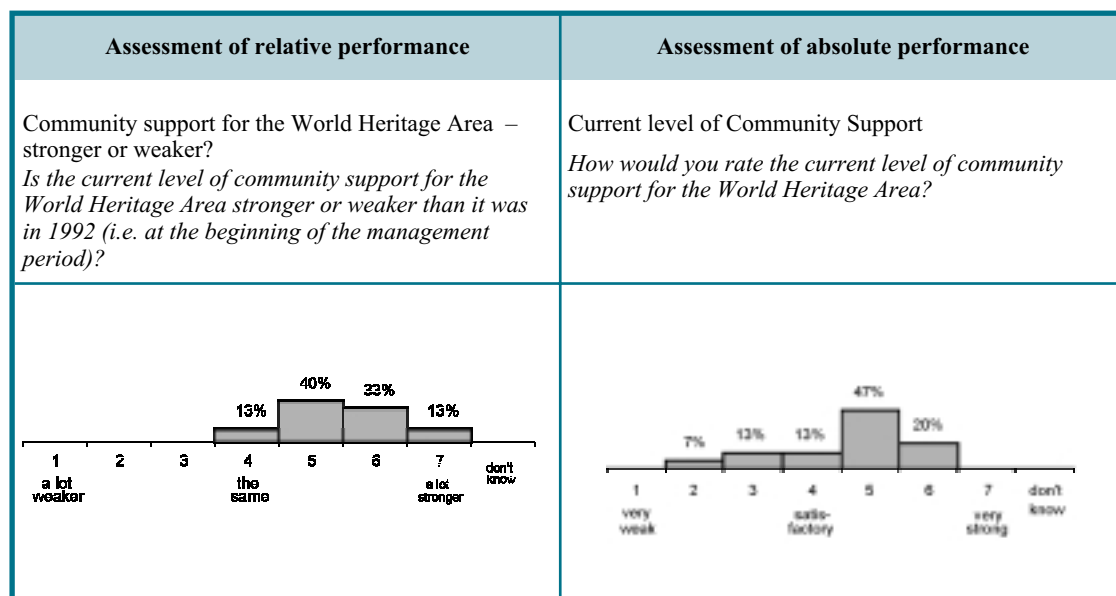 Assessment of relative performance
Assessment of absolute performance
Community support for the World Heritage Area –
stronger or weaker?
Is the current level of community support for the
World Heritage Area stronger or weaker than it was
in 1992 (i.e. at the beginning of the management
period)?
Current level of Community Support
How would you rate the current level of community
support for the World Heritage Area?
40%
33%
13% 13%
1 2 3 4 5 6 7 don't
know
a lot
weaker
the
same
a lot
stronger
47%
20%
7% 13% 13%
1 2 3 4 5 6 7 don't
know
very
weak
satis-
factory
very
strong